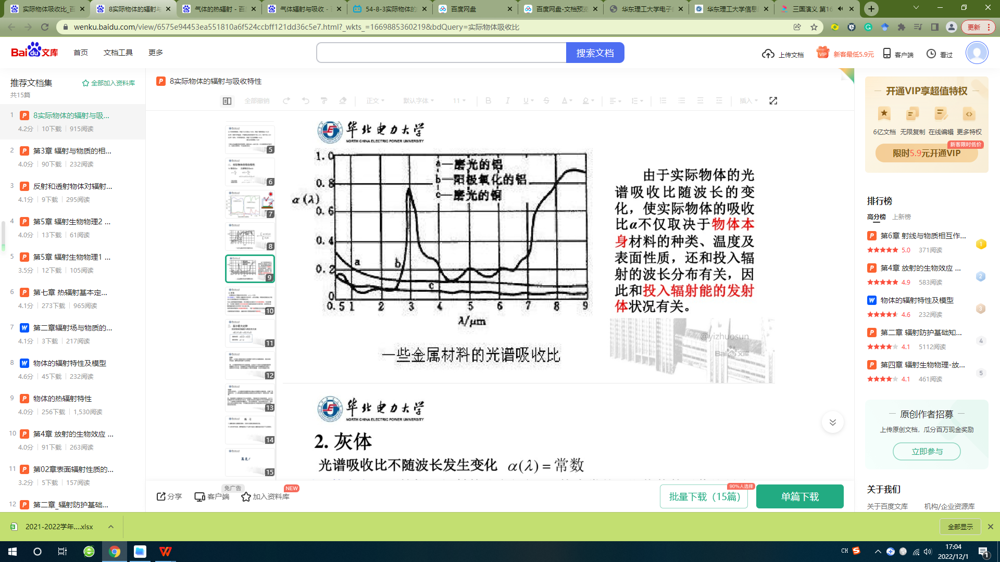 实际物体吸收比_百
8实际物体的辐射与
气体的热辐射 - 百度
气体辐射与吸收 -
54-8-3实际物体的
百度网盘
百度网盘-文档预览
华东理工大学电子
华东理工大学信息
三国演义 第16
wenku.baidu.com/view/6575e94453ea551810a6f524ccbff121dd36c5e7.html?_wkts_=1669885360219&bdQuery=实际物体吸收比
更新
Baidu文库
首页
文档工具
更多
搜索文档
上传文档
VIP
新客最低5.9元
客户端
看过
推荐文档集
全部加入资料库
共15篇
1 8实际物体的辐射与吸...
4.2分 10下载 915阅读
2 第3章 辐射与物质的相...
4.0分 90下载 232阅读
3 反射和透射物体对辐射...
4.1分 9下载 295阅读
4 第5章 辐射生物物理2 ...
4.0分 13下载 61阅读
5 第5章 辐射生物物理1 ...
3.5分 12下载 105阅读
6 第七章 热辐射基本定...
4.1分 273下载 965阅读
7 第二章辐射场与物质的...
4.1分 3下载 217阅读
8 物体的辐射特性及模型
4.6分 45下载 232阅读
9 物体的热辐射特性
4.0分 256下载 1,530阅读
10 第4章 放射的生物效应 ...
4.0分 91下载 263阅读
11 第02章表面辐射性质的...
3.2分 5下载 157阅读
12 第二章_辐射防护基础...
8实际物体的辐射与吸收特性
全部撤销
正文
默认字体
11
插入
5
6
7
8
9
10
11
12
13
14
15
华北电力大学
NORTH CHINA ELECTRIC POWER UNIVERSITY
1.0
0.8
α(λ)
0.6
0.4
0.2
0
0.5 1 2 3 4 5 6 7 8 9
λ/μm
a—磨光的铝
b—阳极氧化的铝
c—磨光的铜
a
b
c
一些金属材料的光谱吸收比
由于实际物体的光
谱吸收比随波长的变
化，使实际物体的吸收
比α不仅取决于物体本
身材料的种类、温度及
表面性质，还和投入辐
射的波长分布有关，因
此和投入辐射能的发射
体状况有关。
@yizhuosun
Baidu文库
华北电力大学
NORTH CHINA ELECTRIC POWER UNIVERSITY
2. 灰体
光谱吸收比不随波长发生变化 α(λ) = 常数
分享
免广告
客户端
NEW
加入资料库
批量下载（15篇）
90%人选择
单篇下载
开通VIP享超值特权
6亿文档 无限复制 在线编辑 更多特权
新客限时低价
限时5.9元开通VIP
排行榜
高分榜 上新榜
第6章 射线与物质相互作...
5.0 371阅读
1
第4章 放射的生物效应 ...
4.9 583阅读
2
物体的辐射特性及模型
4.6 232阅读
3
第二章 辐射防护基础知...
4.1 5112阅读
4
第四章 辐射生物物理-放...
4.1 461阅读
5
原创作者招募
上传原创文档，瓜分百万现金奖励
立即参与
关于我们
关于百度文库 机构/企业资源库
2021-2022学年....xlsx
全部显示
CH
17:04
2022/12/1
1